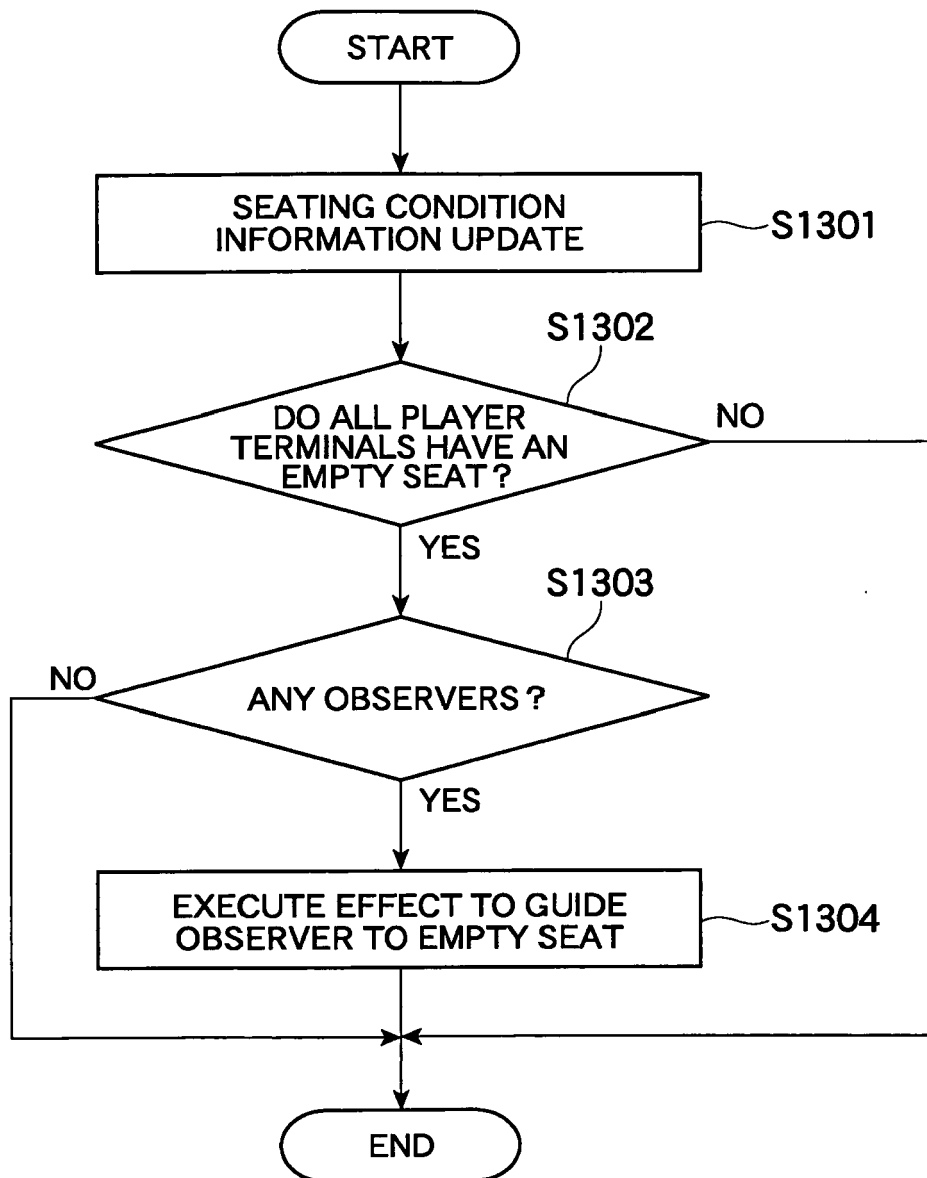 START
SEATING CONDITION
INFORMATION UPDATE
S1301
S1302
DO ALL PLAYER
TERMINALS HAVE AN
EMPTY SEAT?
NO
YES
S1303
NO
ANY OBSERVERS?
YES
EXECUTE EFFECT TO GUIDE
OBSERVER TO EMPTY SEAT
S1304
END